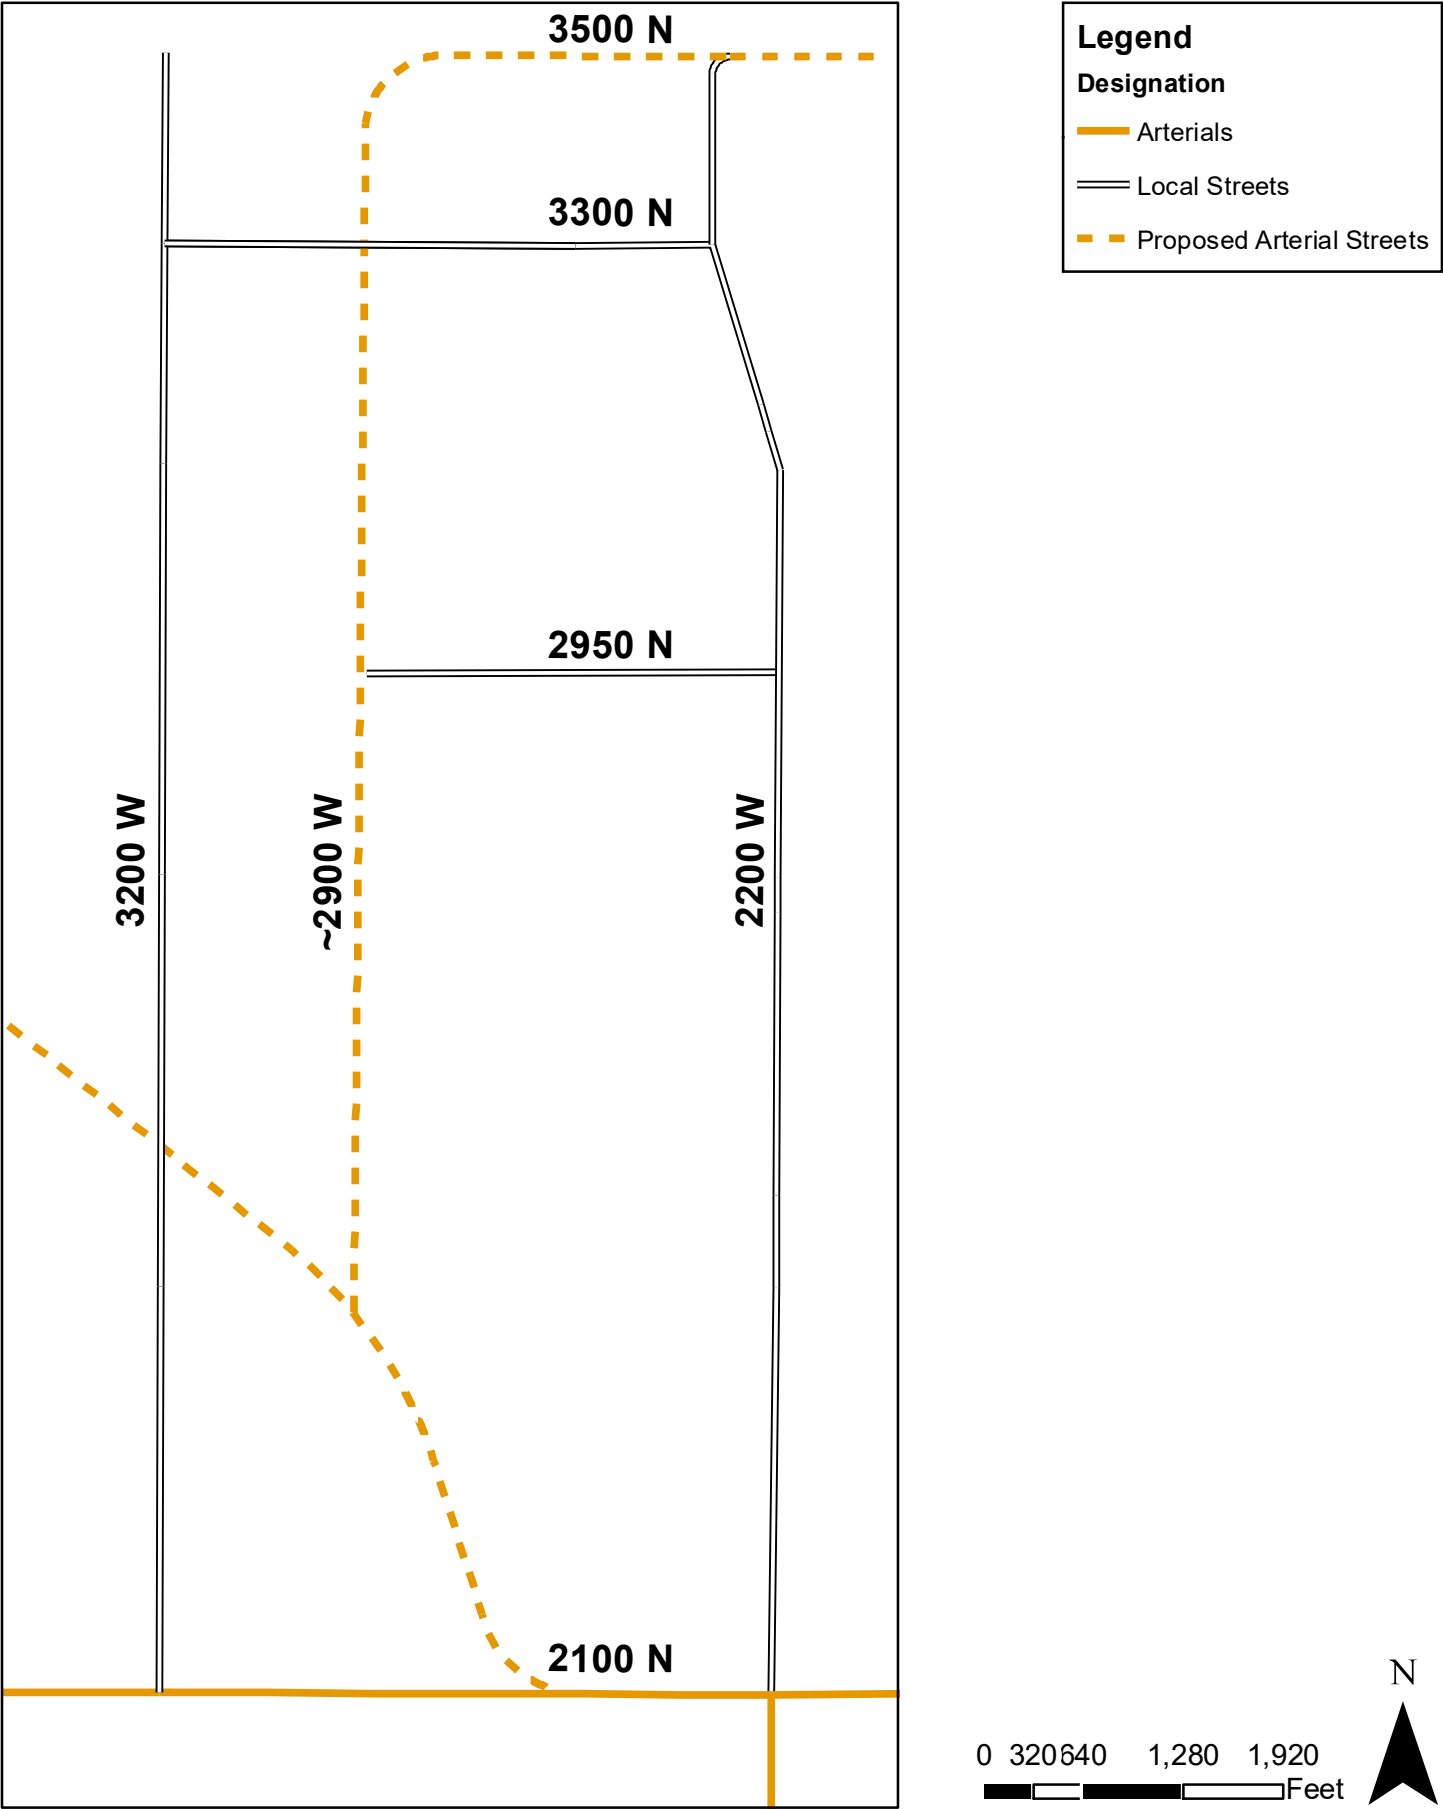 3500 N
3300 N
2950 N
3200 W
~2900 W
2200 W
2100 N
Legend
Designation
Arterials
Local Streets
Proposed Arterial Streets
N
0 320 640 1,280 1,920
Feet